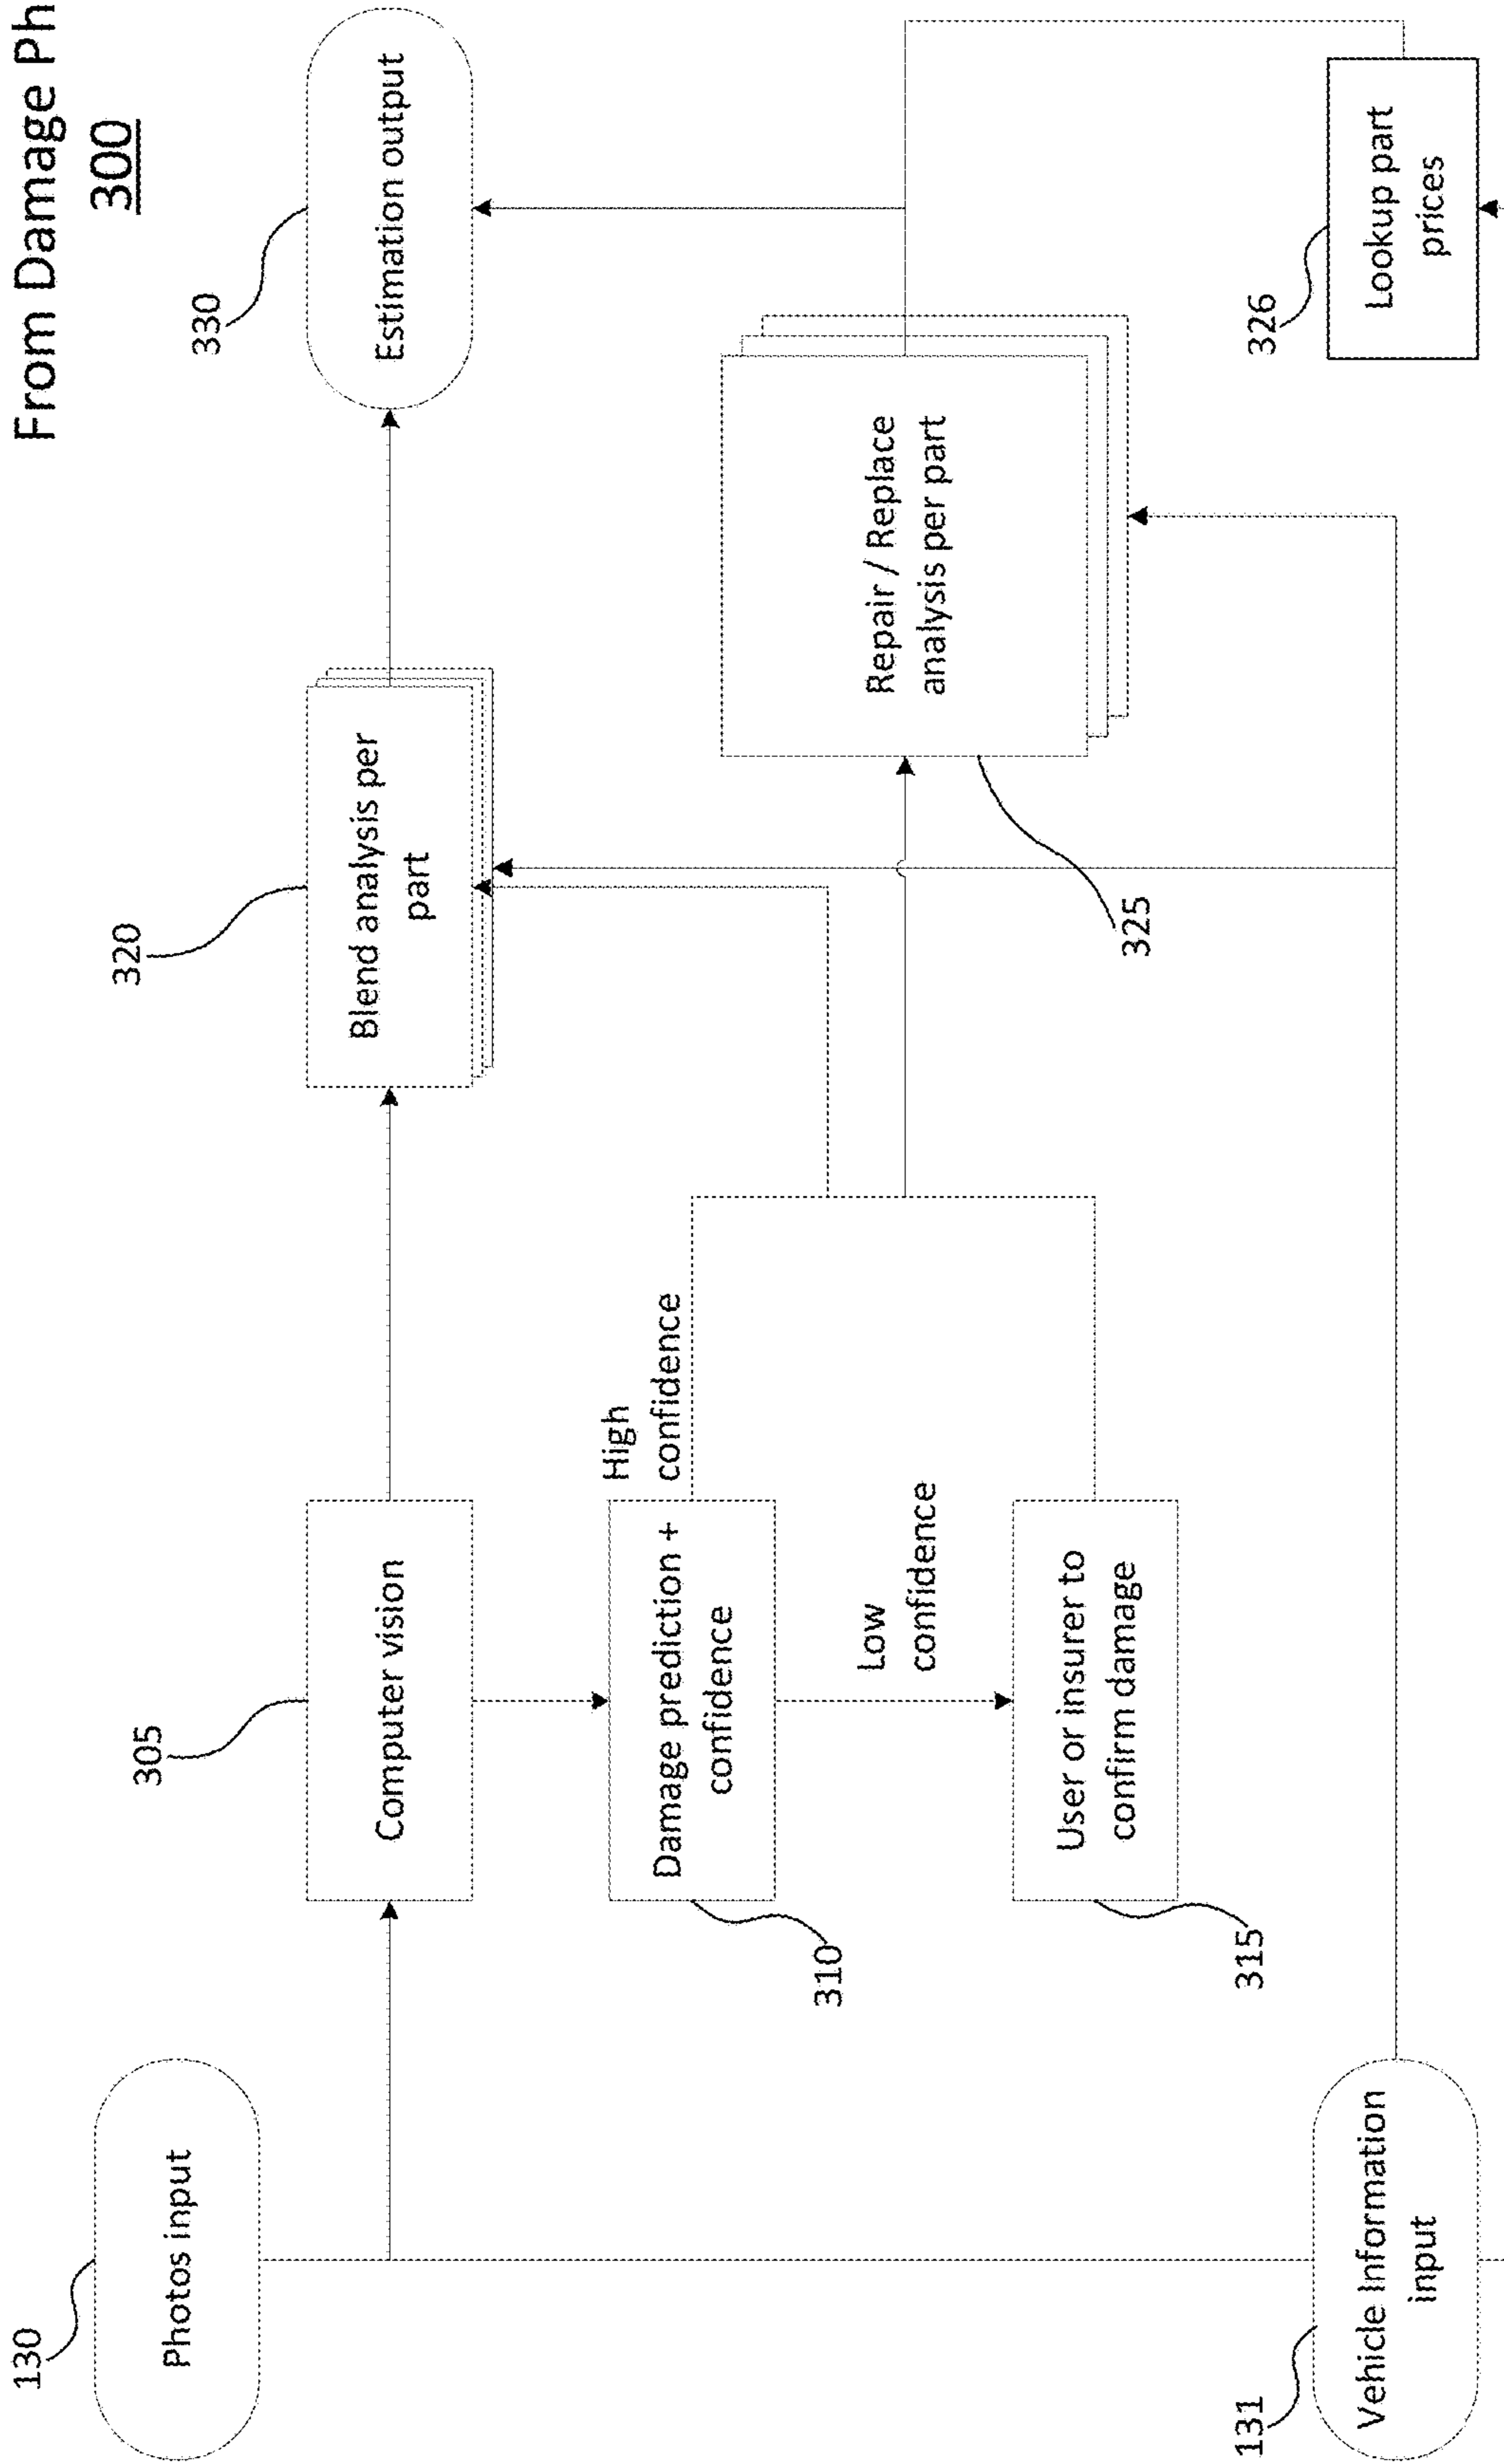 From Damage Ph
300
130
Photos input
305
Computer vision
320
Blend analysis per
part
330
Estimation output
High
confidence
310
Damage prediction +
confidence
Low
confidence
315
User or insurer to
confirm damage
325
Repair / Replace
analysis per part
131
Vehicle Information
input
326
Lookup part
prices